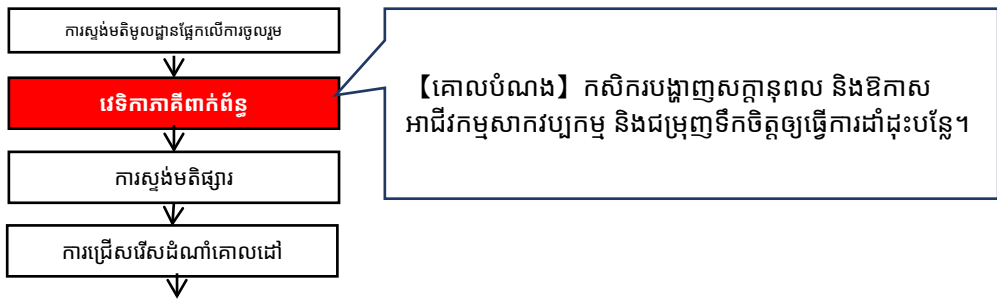 ការស្ទង់មតិមូលដ្ឋានផ្អែកលើការចូលរួម
វេទិកាភាគីពាក់ព័ន្ធ
【គោលបំណង】កសិករបង្ហាញសក្តានុពល និងឱកាស
អាជីវកម្មសាកវប្បកម្ម និងជម្រុញទឹកចិត្តឲ្យធ្វើការដាំដុះបន្លែ។
ការស្ទង់មតិផ្សារ
ការជ្រើសរើសដំណាំគោលដៅ